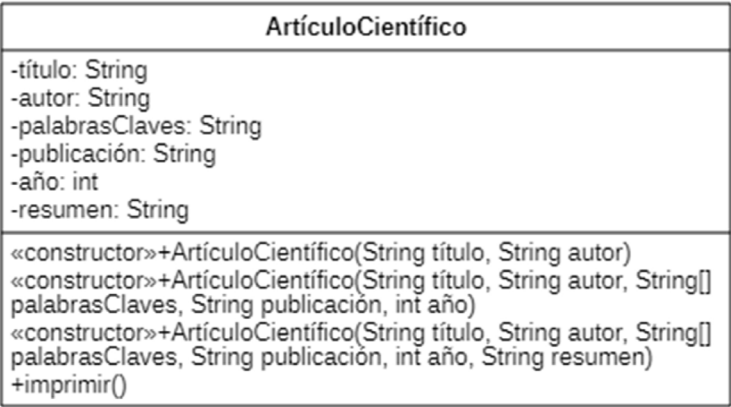 ArtículoCientífico
-título: String
-autor: String
-palabrasClaves: String
-publicación: String
-año: int
-resumen: String
«constructor»+ArtículoCientífico(String título, String autor)
«constructor»+ArtículoCientífico(String título, String autor, String[]
palabrasClaves, String publicación, int año)
«constructor»+ArtículoCientífico(String título, String autor, String[]
palabrasClaves, String publicación, int año, String resumen)
+imprimir()